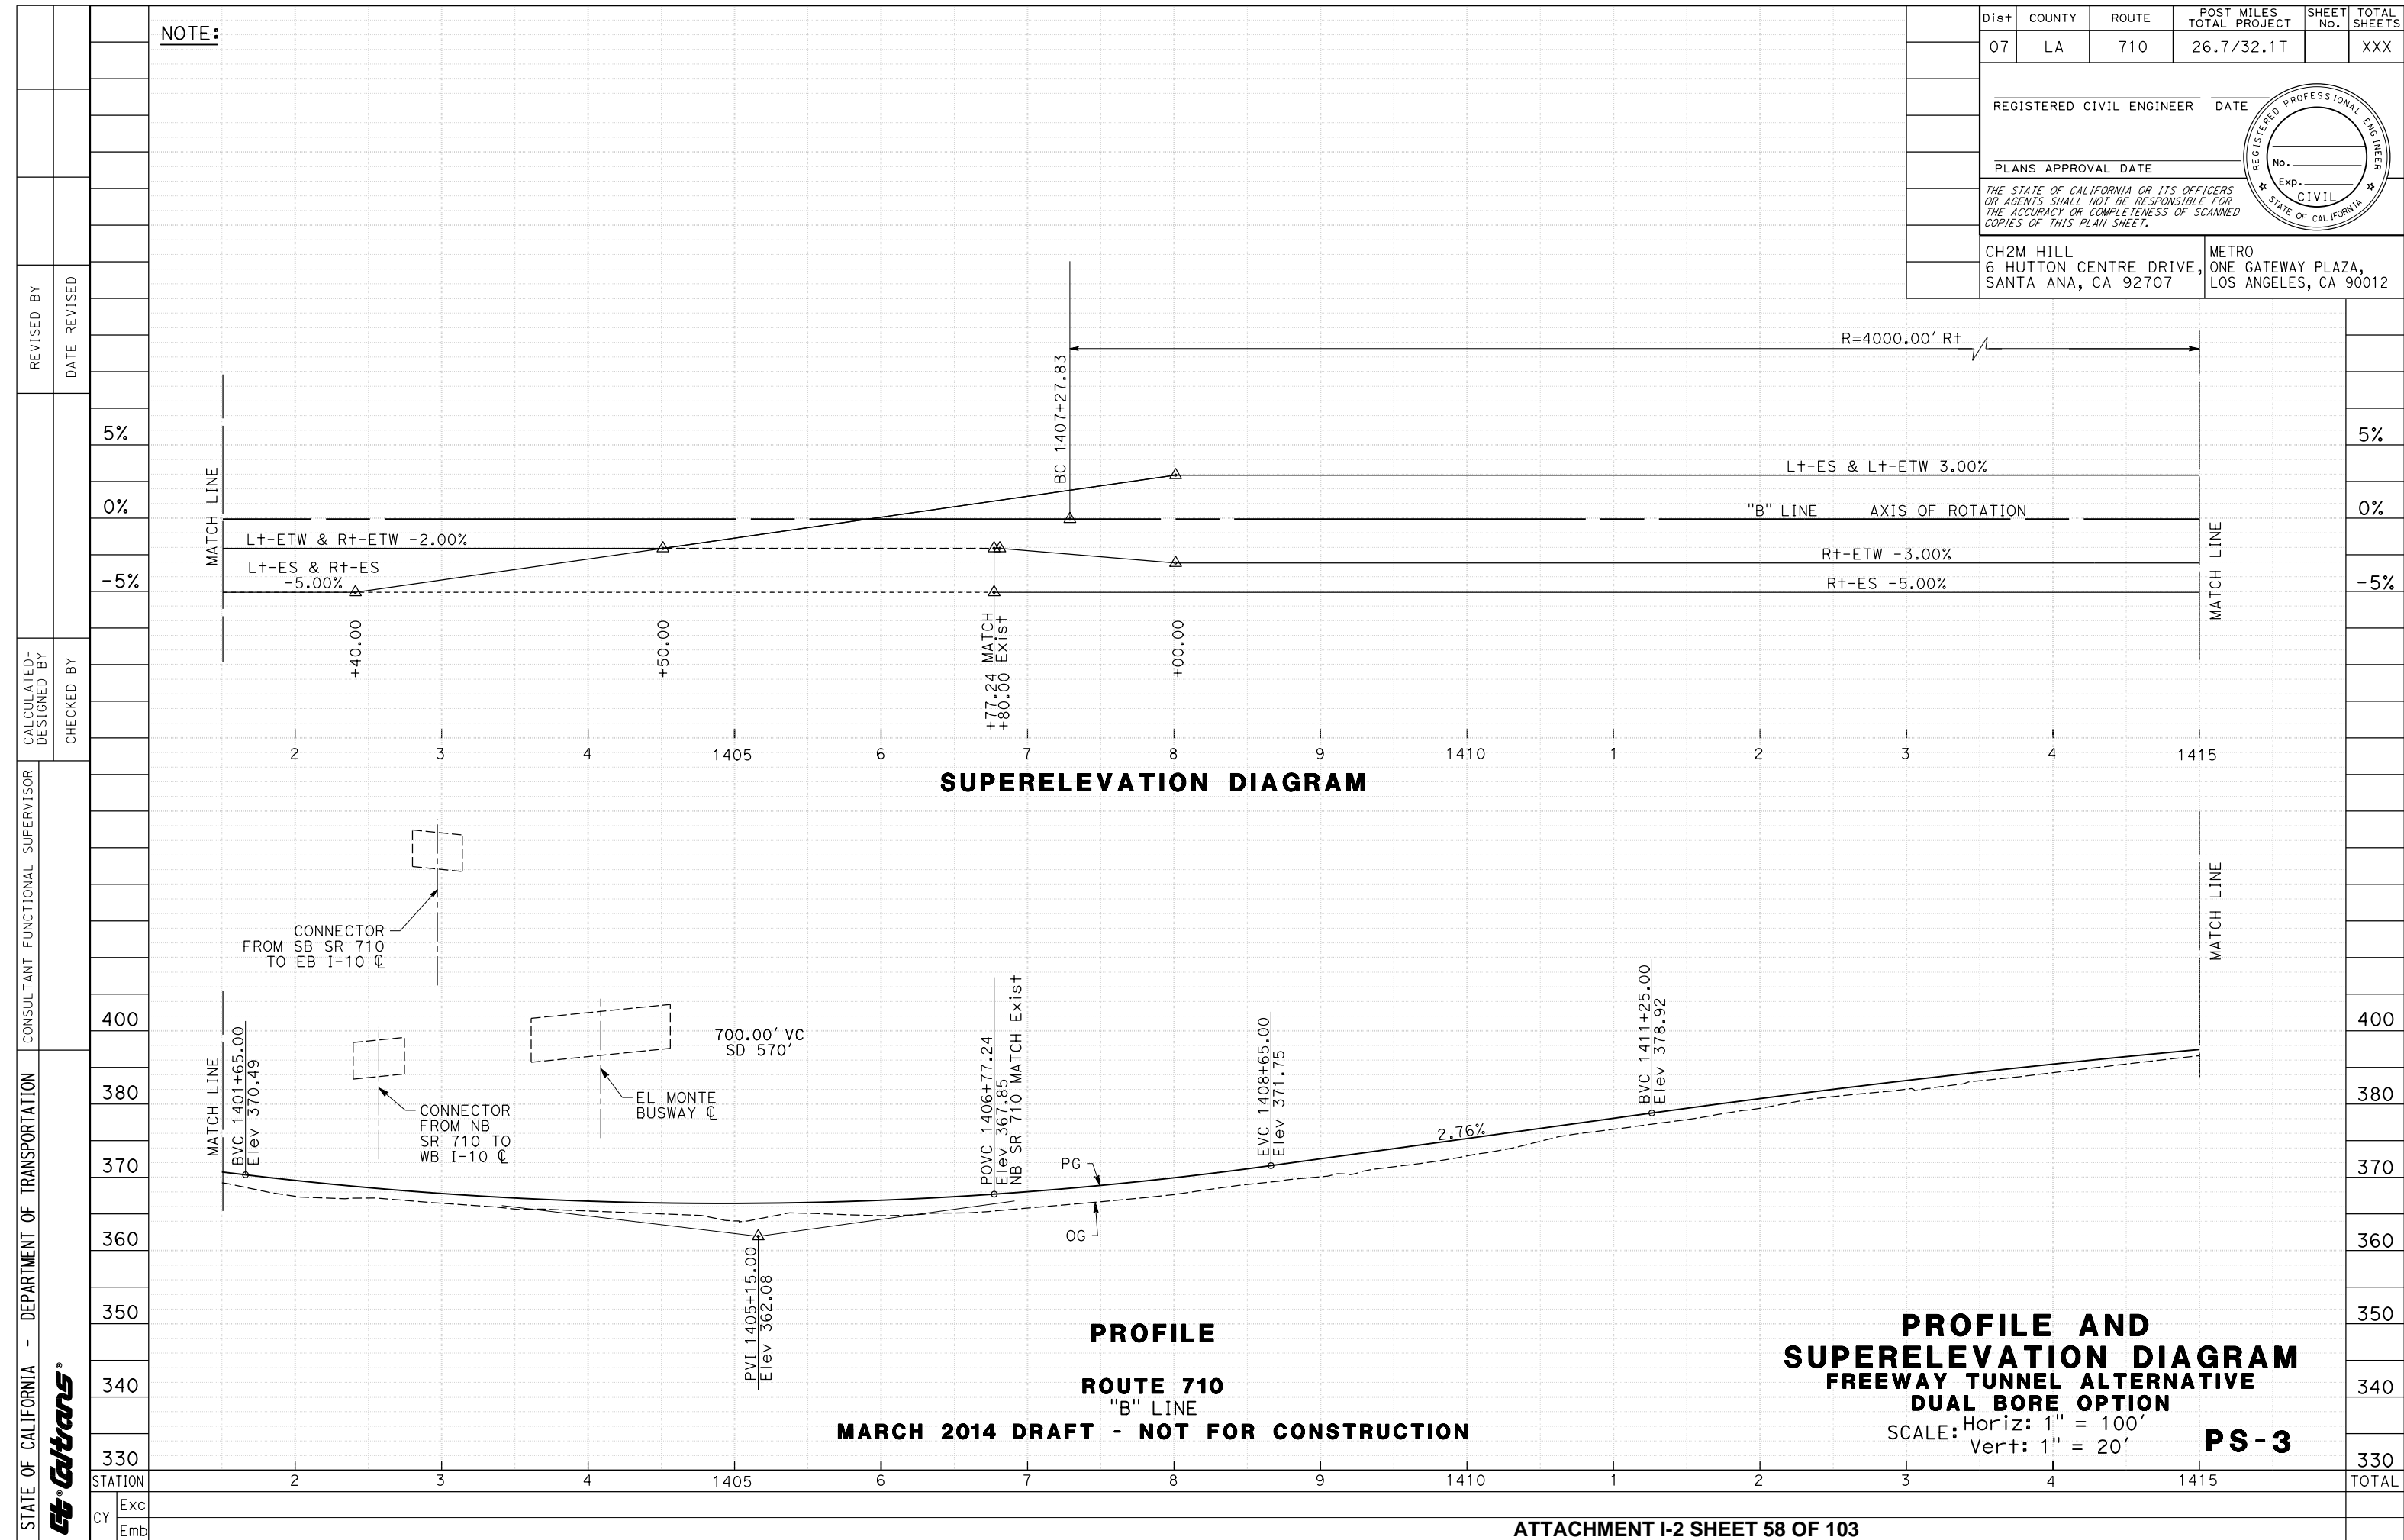 NOTE:
Dist COUNTY ROUTE POST MILES TOTAL PROJECT SHEET No. TOTAL SHEETS
07 LA 710 26.7/32.1T XXX
REGISTERED CIVIL ENGINEER DATE
PLANS APPROVAL DATE
REGISTERED PROFESSIONAL ENGINEER
No.
Exp.
CIVIL
STATE OF CALIFORNIA
THE STATE OF CALIFORNIA OR ITS OFFICERS
OR AGENTS SHALL NOT BE RESPONSIBLE FOR
THE ACCURACY OR COMPLETENESS OF SCANNED
COPIES OF THIS PLAN SHEET.
CH2M HILL
6 HUTTON CENTRE DRIVE,
SANTA ANA, CA 92707
METRO
ONE GATEWAY PLAZA,
LOS ANGELES, CA 90012
REVISED BY
DATE REVISED
CALCULATED-
DESIGNED BY
CHECKED BY
CONSULTANT FUNCTIONAL SUPERVISOR
STATE OF CALIFORNIA - DEPARTMENT OF TRANSPORTATION
ct® Caltrans®
R=4000.00' Rt
BC 1407+27.83
5%
0%
-5%
5%
0%
-5%
MATCH LINE
Lt-ETW & Rt-ETW -2.00%
Lt-ES & Rt-ES
-5.00%
Lt-ES & Lt-ETW 3.00%
"B" LINE AXIS OF ROTATION
Rt-ETW -3.00%
Rt-ES -5.00%
MATCH LINE
+40.00
+50.00
+77.24 MATCH
+80.00 Exist
+00.00
2 3 4 1405 6 7 8 9 1410 1 2 3 4 1415
SUPERELEVATION DIAGRAM
CONNECTOR
FROM SB SR 710
TO EB I-10 ℄
MATCH LINE
400
380
370
360
350
340
330
400
380
370
360
350
340
330
MATCH LINE
BVC 1401+65.00
Elev 370.49
CONNECTOR
FROM NB
SR 710 TO
WB I-10 ℄
EL MONTE
BUSWAY ℄
700.00' VC
SD 570'
POVC 1406+77.24
Elev 367.85
NB SR 710 MATCH Exist
EVC 1408+65.00
Elev 371.75
BVC 1411+25.00
Elev 378.92
2.76%
PG
OG
PVI 1405+15.00
Elev 362.08
PROFILE
ROUTE 710
"B" LINE
MARCH 2014 DRAFT - NOT FOR CONSTRUCTION
PROFILE AND
SUPERELEVATION DIAGRAM
FREEWAY TUNNEL ALTERNATIVE
DUAL BORE OPTION
SCALE: Horiz: 1" = 100'
Vert: 1" = 20'
PS-3
STATION 2 3 4 1405 6 7 8 9 1410 1 2 3 4 1415 TOTAL
CY Exc
Emb
ATTACHMENT I-2 SHEET 58 OF 103